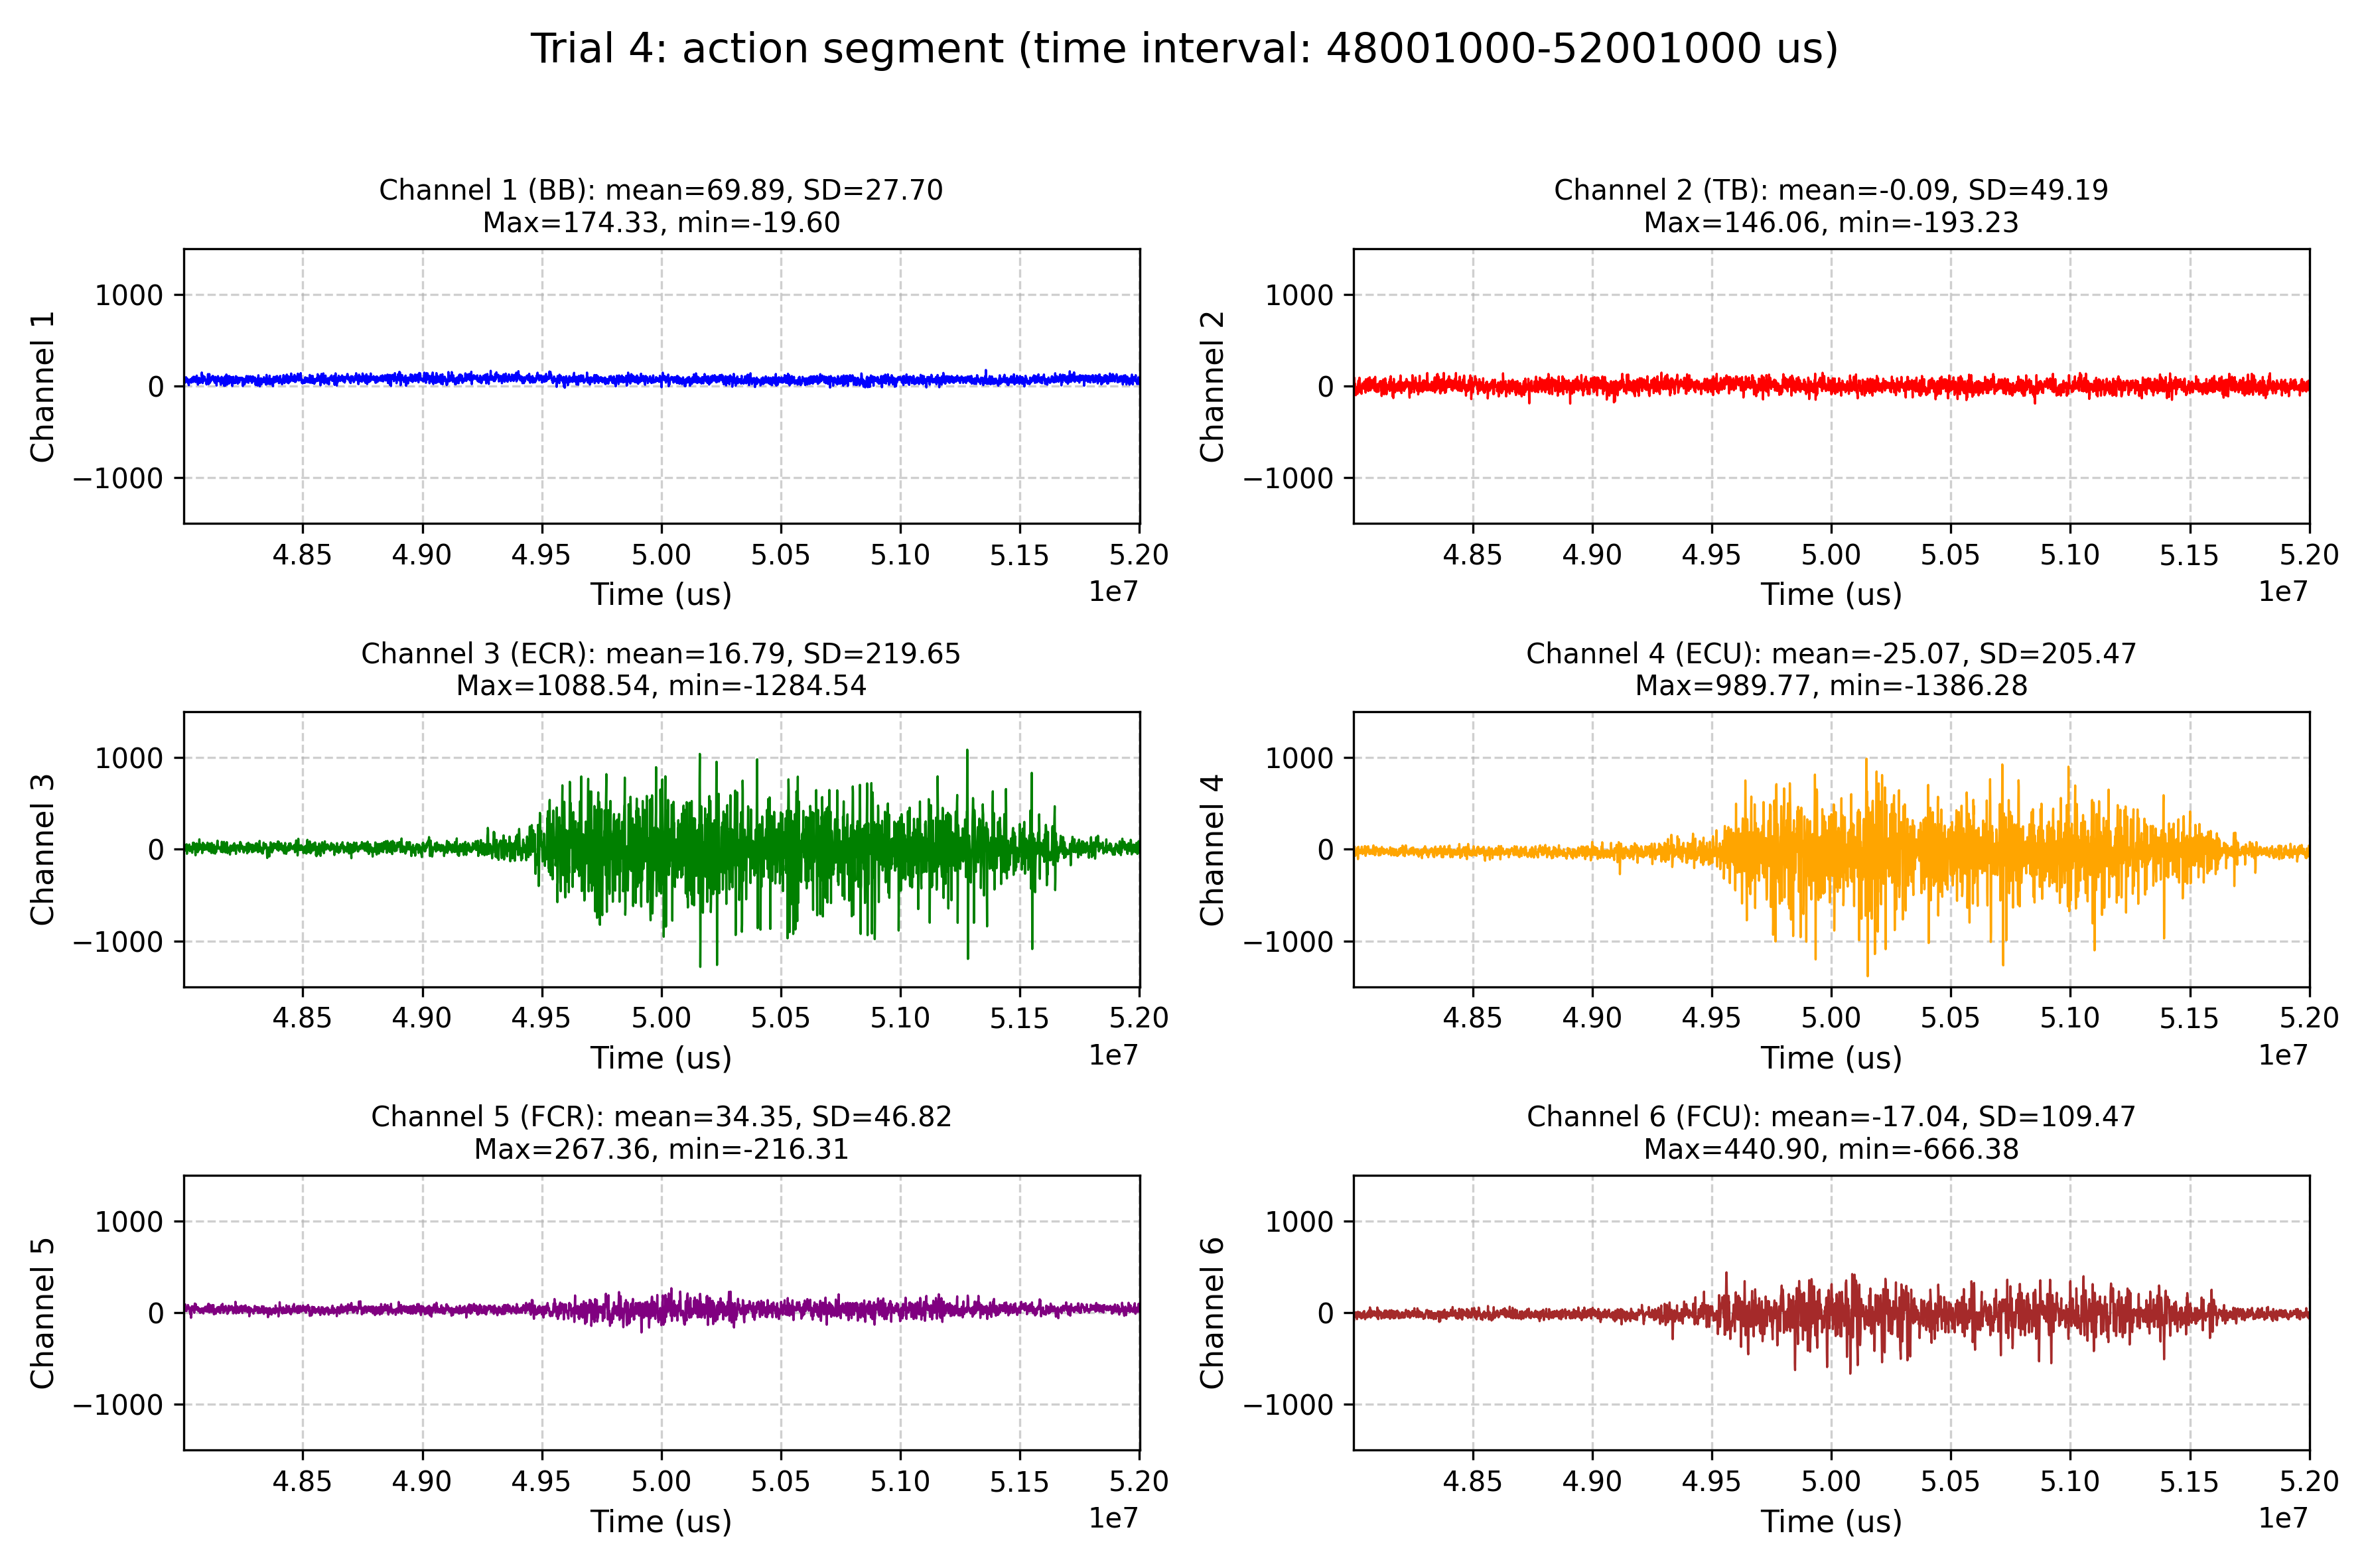 Trial 4: action segment (time interval: 48001000-52001000 us)
Channel 1 (BB): mean=69.89, SD=27.70
Max=174.33, min=-19.60
Channel 1
1000
0
−1000
4.85 4.90 4.95 5.00 5.05 5.10 5.15 5.20
Time (us)
1e7
Channel 2 (TB): mean=-0.09, SD=49.19
Max=146.06, min=-193.23
Channel 2
1000
0
−1000
4.85 4.90 4.95 5.00 5.05 5.10 5.15 5.20
Time (us)
1e7
Channel 3 (ECR): mean=16.79, SD=219.65
Max=1088.54, min=-1284.54
Channel 3
1000
0
−1000
4.85 4.90 4.95 5.00 5.05 5.10 5.15 5.20
Time (us)
1e7
Channel 4 (ECU): mean=-25.07, SD=205.47
Max=989.77, min=-1386.28
Channel 4
1000
0
−1000
4.85 4.90 4.95 5.00 5.05 5.10 5.15 5.20
Time (us)
1e7
Channel 5 (FCR): mean=34.35, SD=46.82
Max=267.36, min=-216.31
Channel 5
1000
0
−1000
4.85 4.90 4.95 5.00 5.05 5.10 5.15 5.20
Time (us)
1e7
Channel 6 (FCU): mean=-17.04, SD=109.47
Max=440.90, min=-666.38
Channel 6
1000
0
−1000
4.85 4.90 4.95 5.00 5.05 5.10 5.15 5.20
Time (us)
1e7